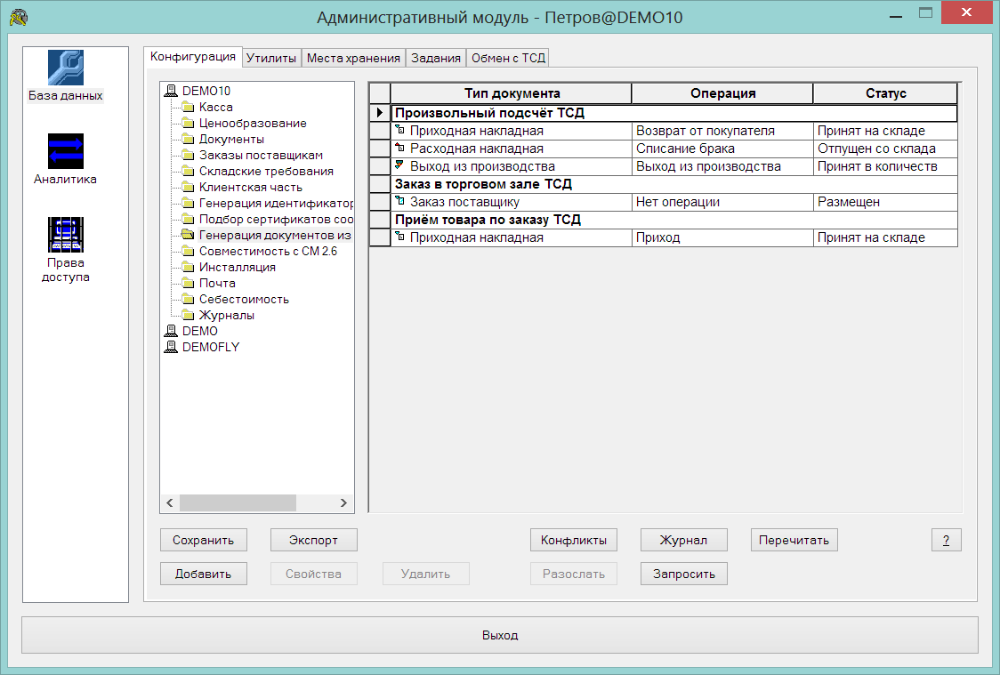 Административный модуль - Петров@DEMO10
База данных
Аналитика
Права
доступа
Конфигурация Утилиты Места хранения Задания Обмен с ТСД
DEMO10
Касса
Ценообразование
Документы
Заказы поставщикам
Складские требования
Клиентская часть
Генерация идентификатор
Подбор сертификатов соо
Генерация документов из
Совместимость с СМ 2.6
Инсталляция
Почта
Себестоимость
Журналы
DEMO
DEMOFLY
Тип документа Операция Статус
Произвольный подсчёт ТСД
Приходная накладная Возврат от покупателя Принят на складе
Расходная накладная Списание брака Отпущен со склада
Выход из производства Выход из производства Принят в количеств
Заказ в торговом зале ТСД
Заказ поставщику Нет операции Размещен
Приём товара по заказу ТСД
Приходная накладная Приход Принят на складе
Сохранить Экспорт Конфликты Журнал Перечитать ?
Добавить Свойства Удалить Разослать Запросить
Выход